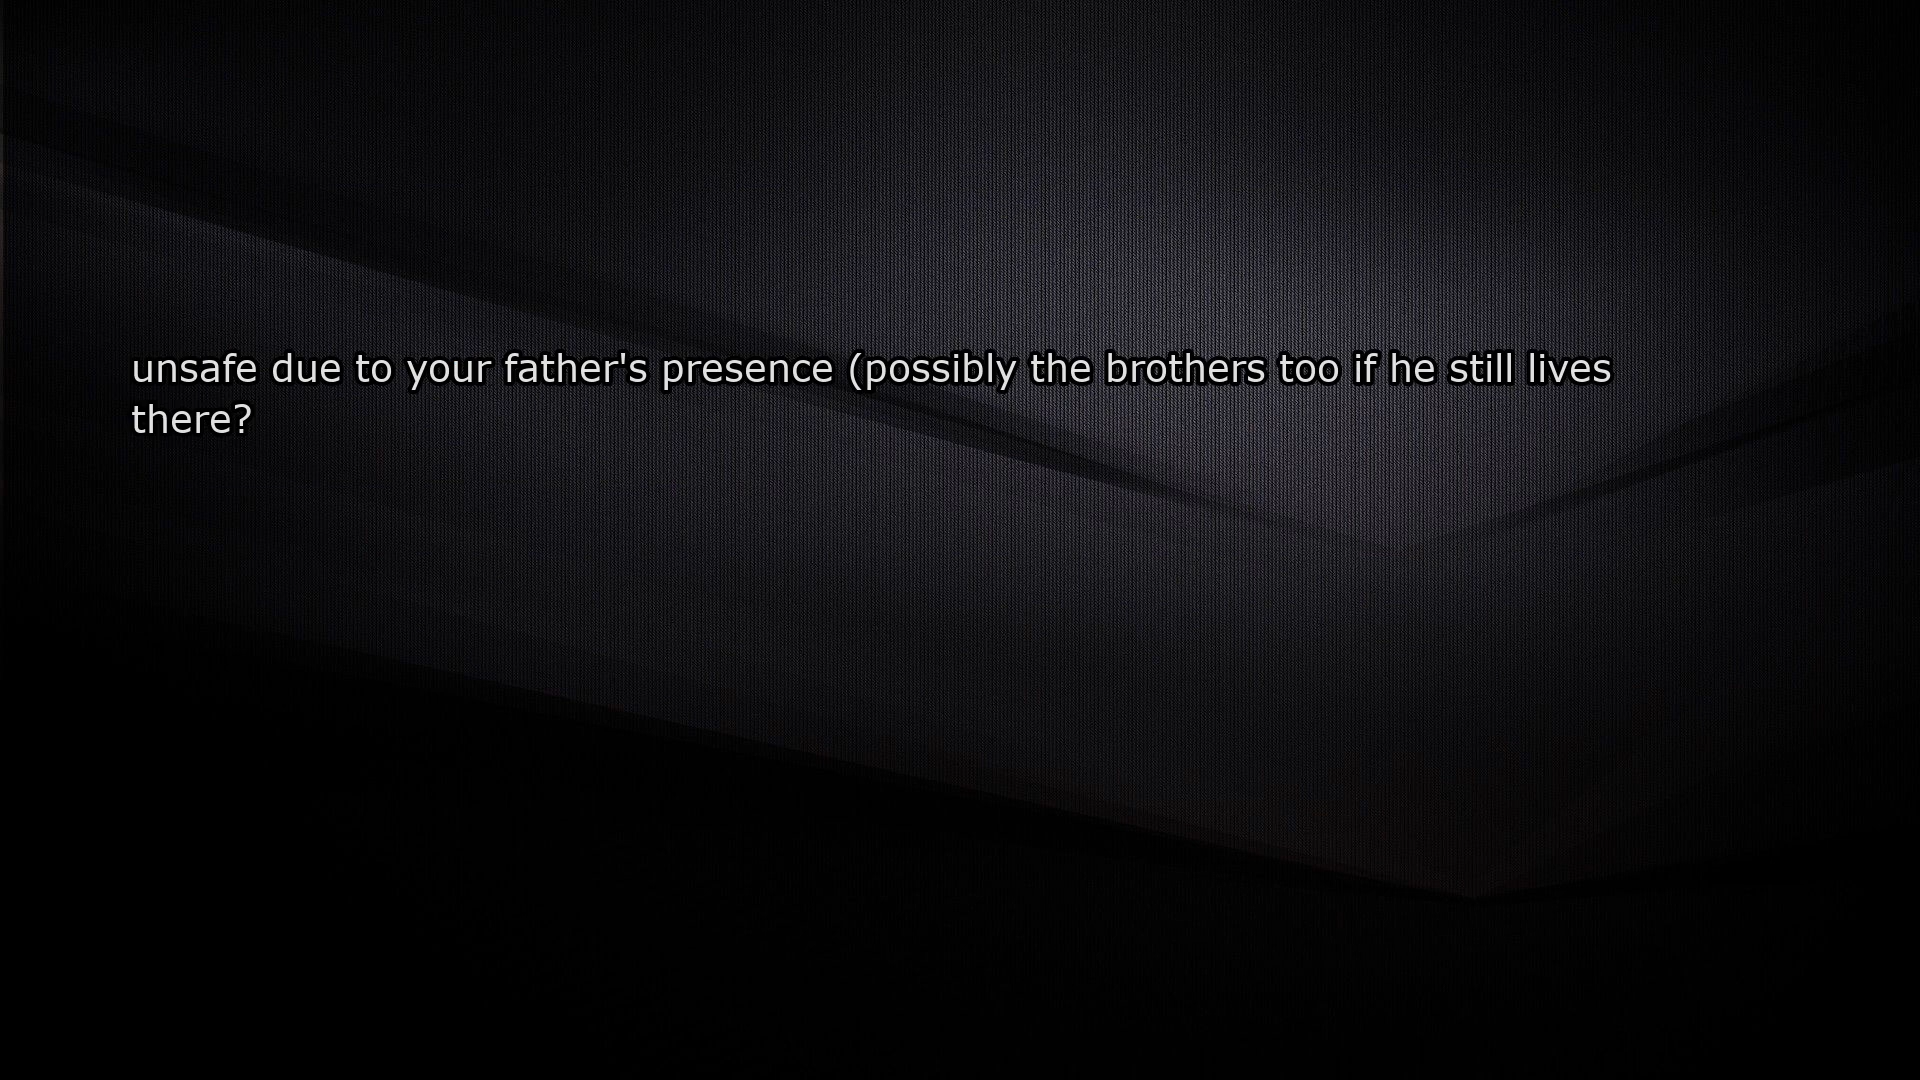 unsafe due to your father's presence (possibly the brothers too if he still lives
there?